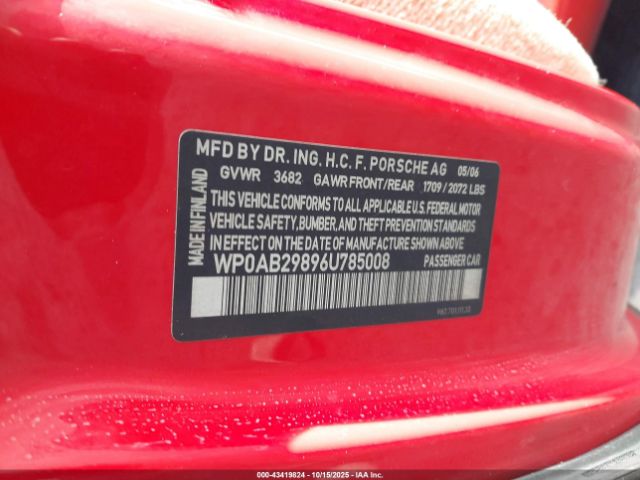 MFD BY DR. ING. H.C. F. PORSCHE AG 05/06
GVWR 3682 GAWR FRONT/REAR 1709 / 2072 LBS
THIS VEHICLE CONFORMS TO ALL APPLICABLE U.S. FEDERAL MOTOR
VEHICLE SAFETY, BUMPER, AND THEFT PREVENTION STANDARDS
IN EFFECT ON THE DATE OF MANUFACTURE SHOWN ABOVE.
WP0AB29896U785008 PASSENGER CAR
MADE IN FINLAND
000-43419824 | 10/15/2025 | IAA Inc.